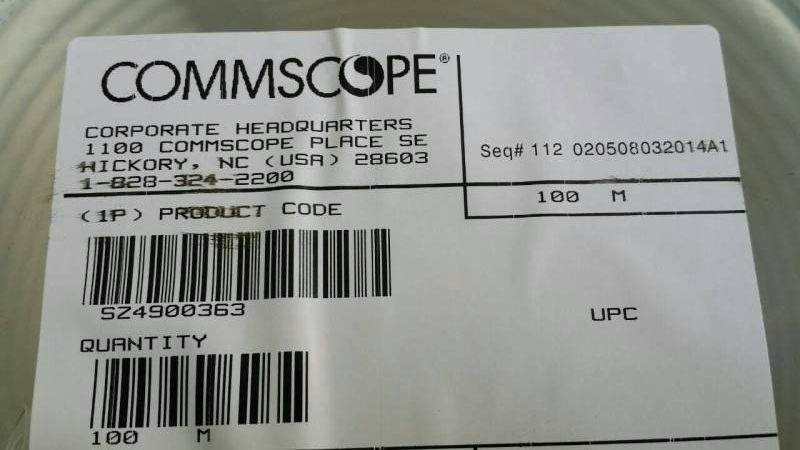 COMMSCOPE®
CORPORATE HEADQUARTERS
1100 COMMSCOPE PLACE SE
HICKORY, NC (USA) 28603
1-828-324-2200
Seq# 112 020508032014A1
100 M
(1P) PRODUCT CODE
SZ4900363
UPC
QUANTITY
100 M